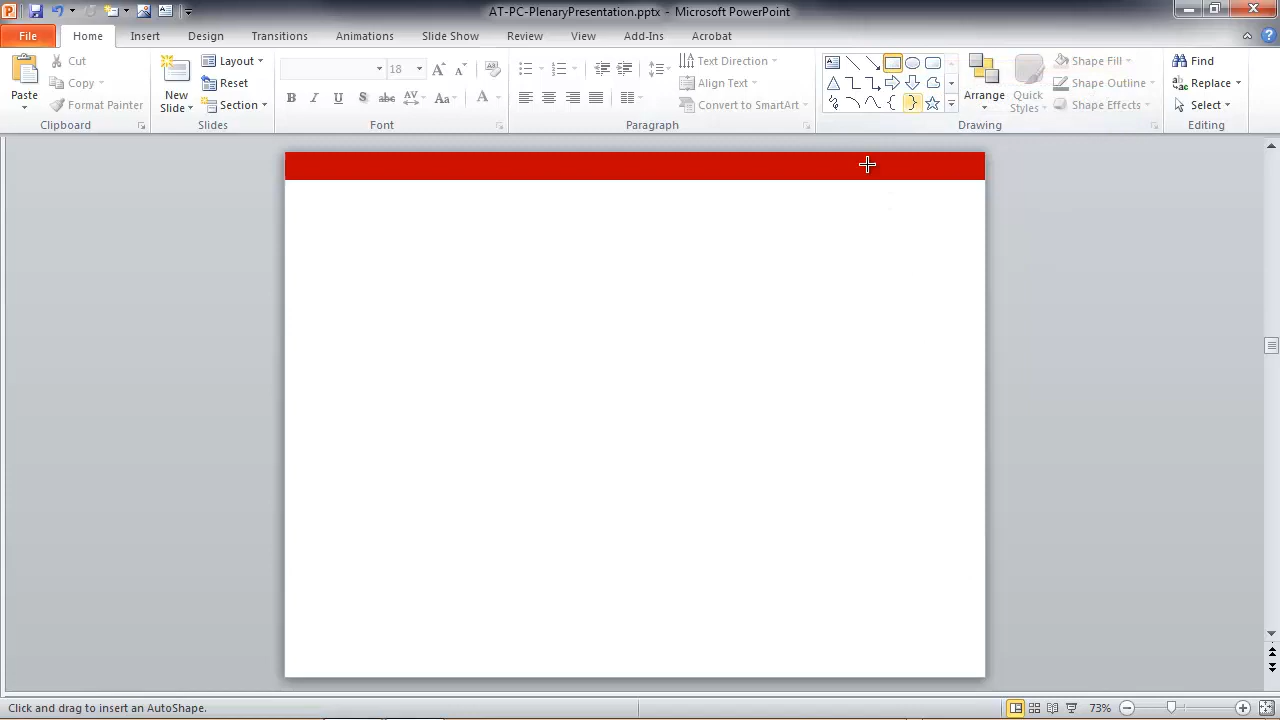 AT-PC-PlenaryPresentation.pptx - Microsoft PowerPoint
File Home Insert Design Transitions Animations Slide Show Review View Add-Ins Acrobat
Paste
Cut
Copy
Format Painter
Clipboard
New
Slide
Layout
Reset
Section
Slides
18
B I U S abc AV Aa A
Font
Text Direction
Align Text
Convert to SmartArt
Paragraph
Arrange
Quick
Styles
Shape Fill
Shape Outline
Shape Effects
Drawing
Find
Replace
Select
Editing
Click and drag to insert an AutoShape.
73%